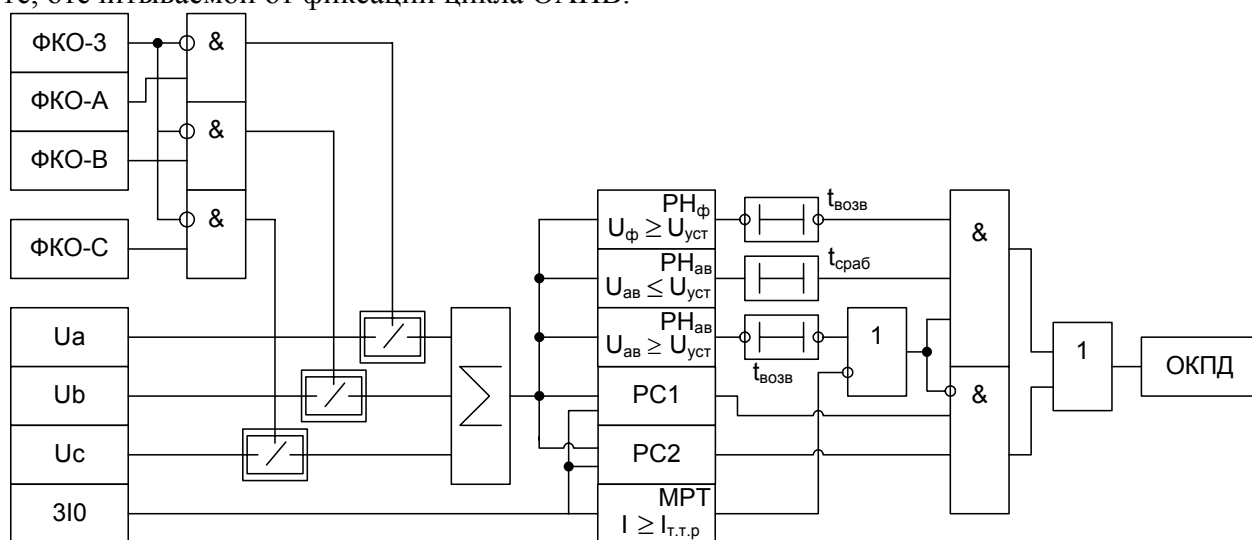 те, отсчитываемой от фиксации цикла ОАПВ.
ФКО-3
&
ФКО-А
ФКО-В
&
ФКО-С
&
Ua
Ub
Uc
3I0
∑
РНф
Uф ≥ Uуст
tвозв
РНав
Uав ≤ Uуст
tсраб
РНав
Uав ≥ Uуст
tвозв
РС1
РС2
МРТ
I ≥ Iт.т.р
1
&
&
1
ОКПД